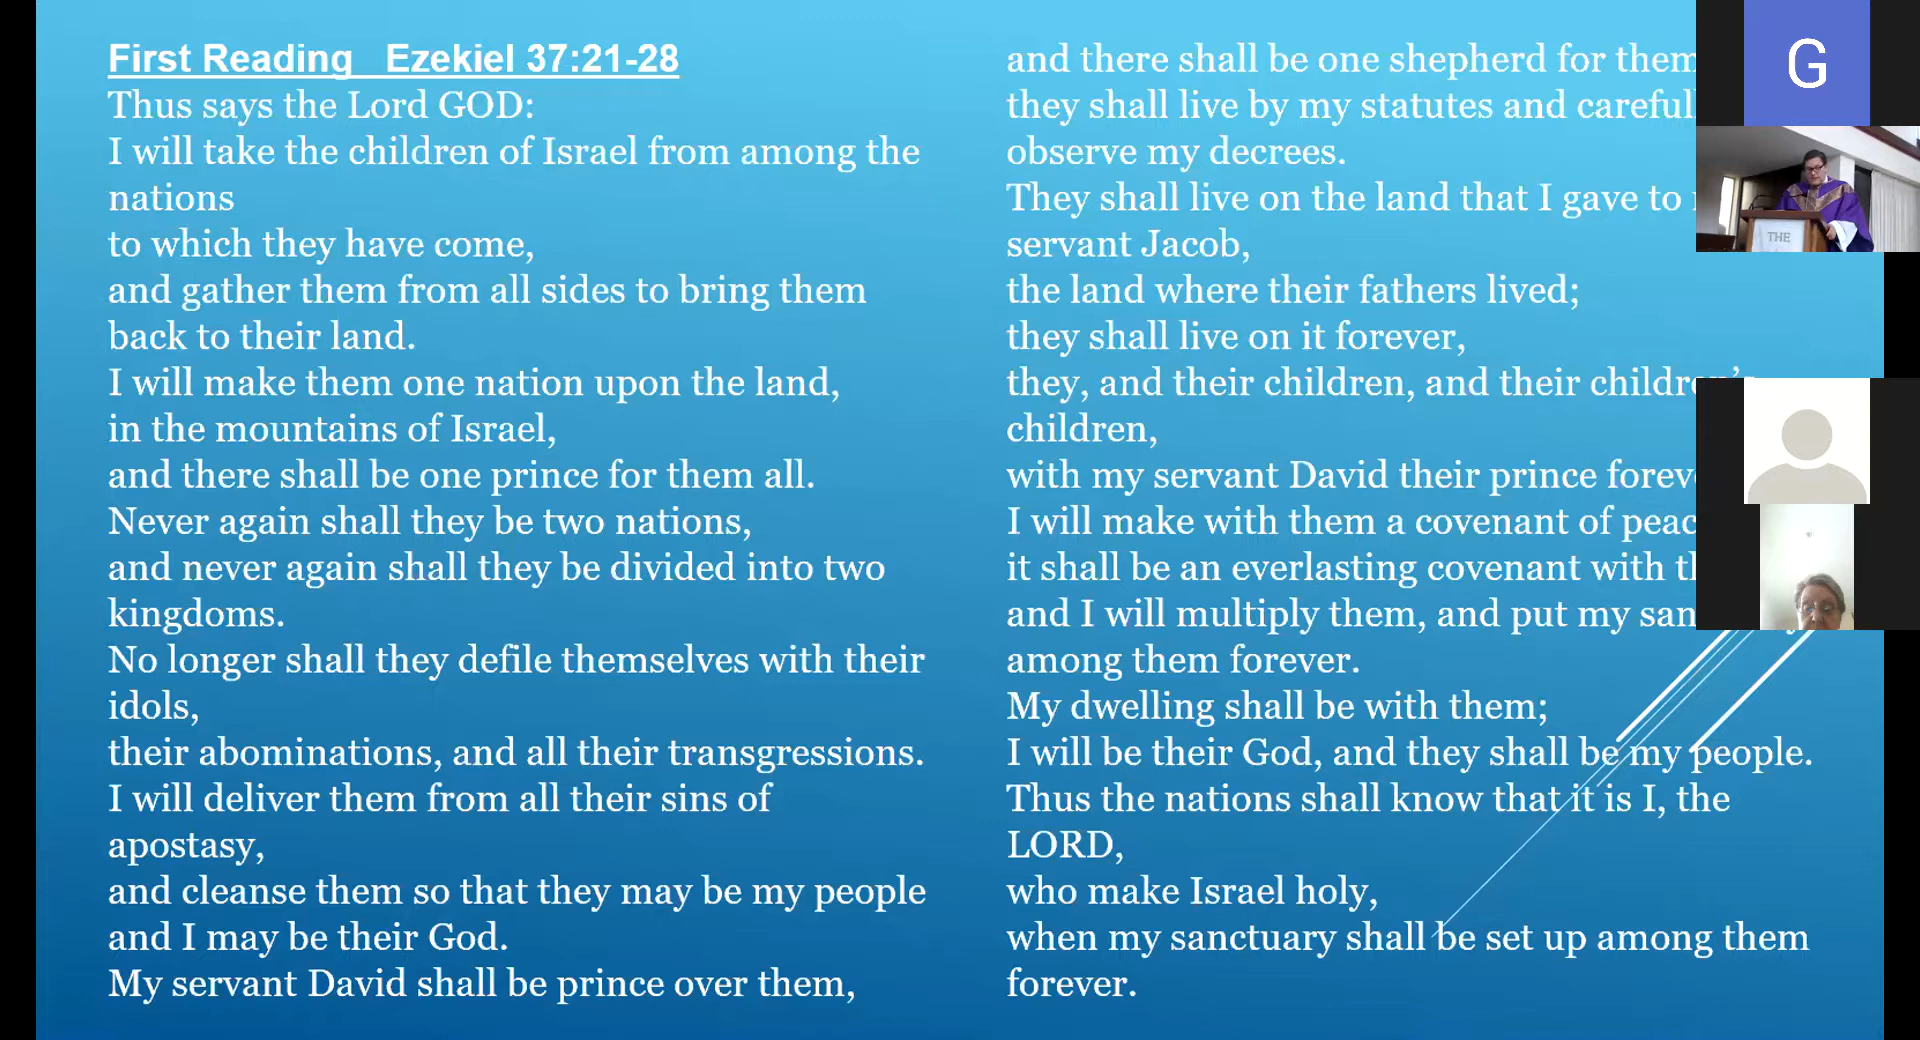 First Reading Ezekiel 37:21-28
Thus says the Lord GOD:
I will take the children of Israel from among the
nations
to which they have come,
and gather them from all sides to bring them
back to their land.
I will make them one nation upon the land,
in the mountains of Israel,
and there shall be one prince for them all.
Never again shall they be two nations,
and never again shall they be divided into two
kingdoms.
No longer shall they defile themselves with their
idols,
their abominations, and all their transgressions.
I will deliver them from all their sins of
apostasy,
and cleanse them so that they may be my people
and I may be their God.
My servant David shall be prince over them,
and there shall be one shepherd for them
they shall live by my statutes and
observe my decrees.
They shall live on the land that I gave to
servant Jacob,
the land where their fathers lived;
they shall live on it forever,
they, and their children, and their children's
children,
with my servant David their prince
I will make with them a covenant of
it shall be an everlasting covenant with
and I will multiply them, and put my
among them forever.
My dwelling shall be with them;
I will be their God, and they shall be my people.
Thus the nations shall know that it is I, the
LORD,
who make Israel holy,
when my sanctuary shall be set up among them
forever.
G
THE